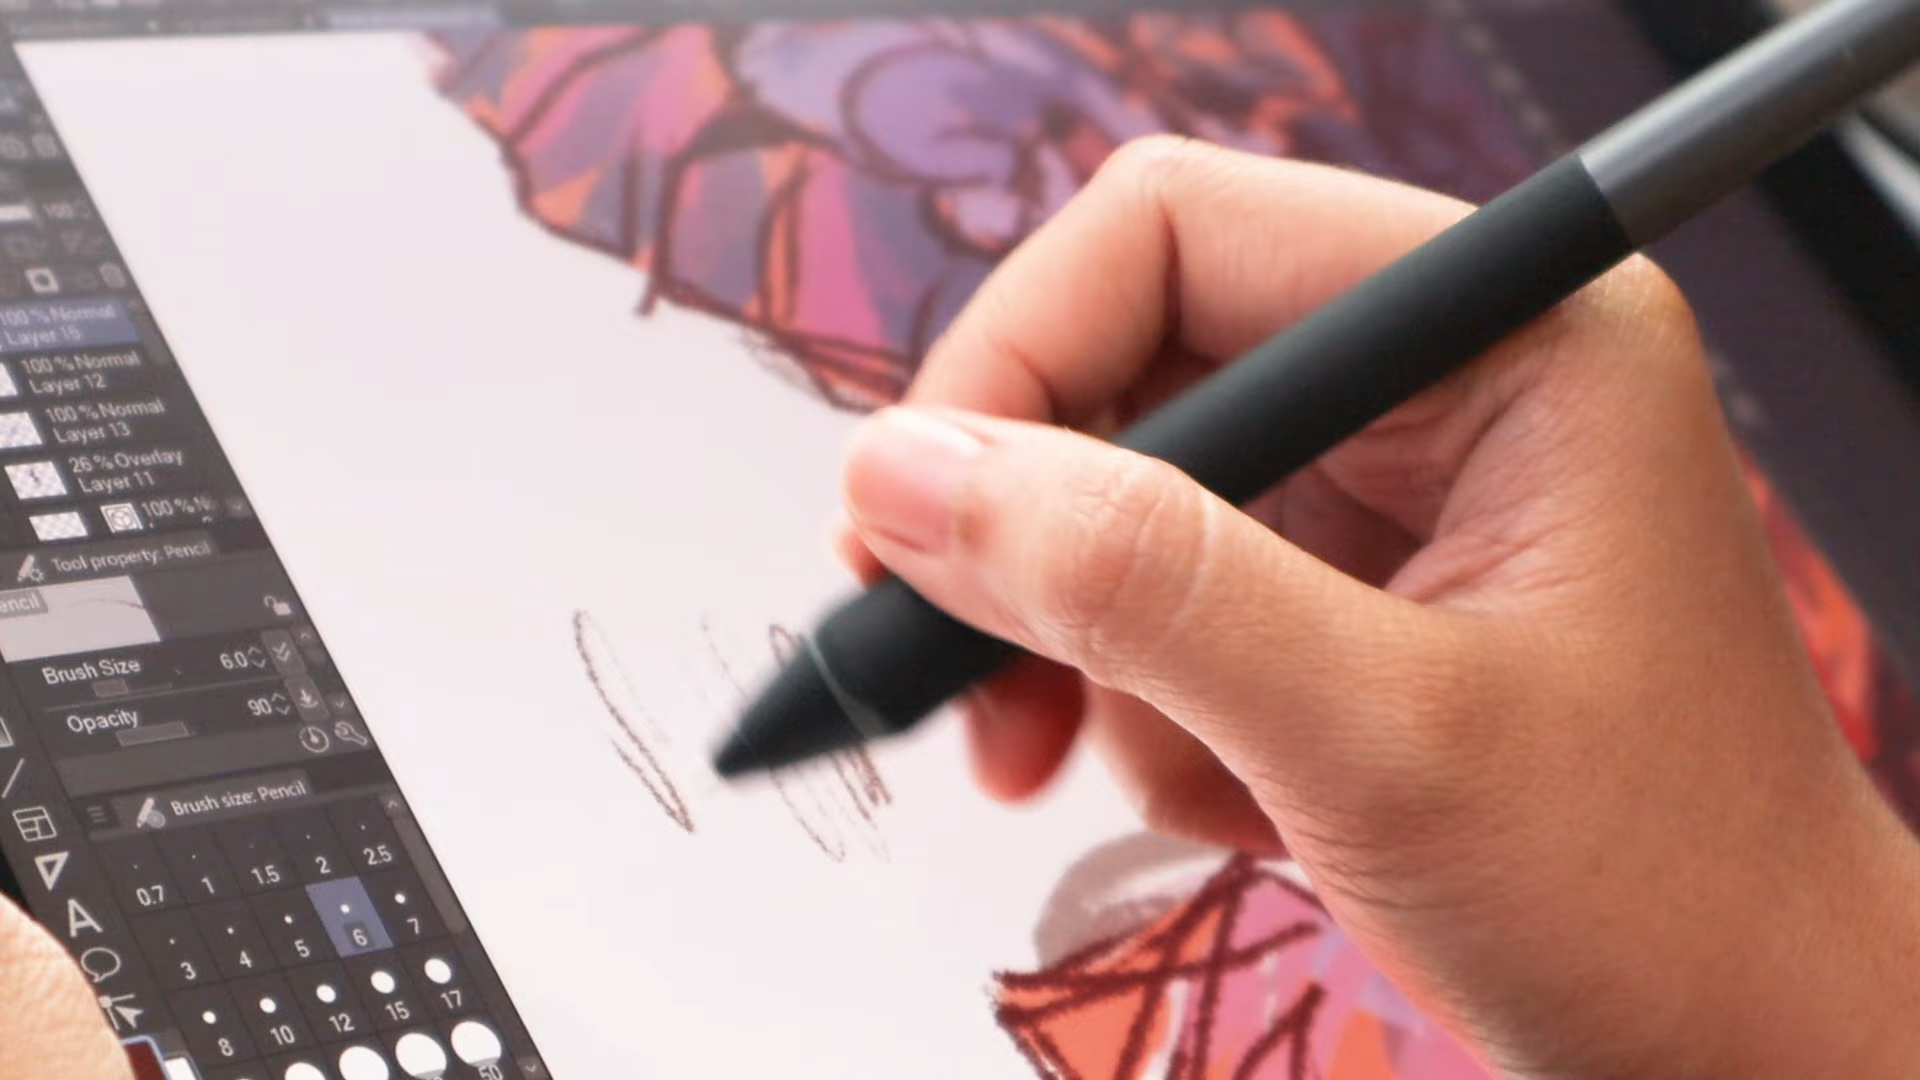 100
100 % Normal
Layer 15
100 % Normal
Layer 12
100 % Normal
Layer 13
26 % Overlay
Layer 11
100 %
Tool property: Pencil
Brush Size 6.0
Opacity 90
Brush size: Pencil
0.7 1 1.5 2 2.5
3 4 5 6 7
8 10 12 15 17
50
A